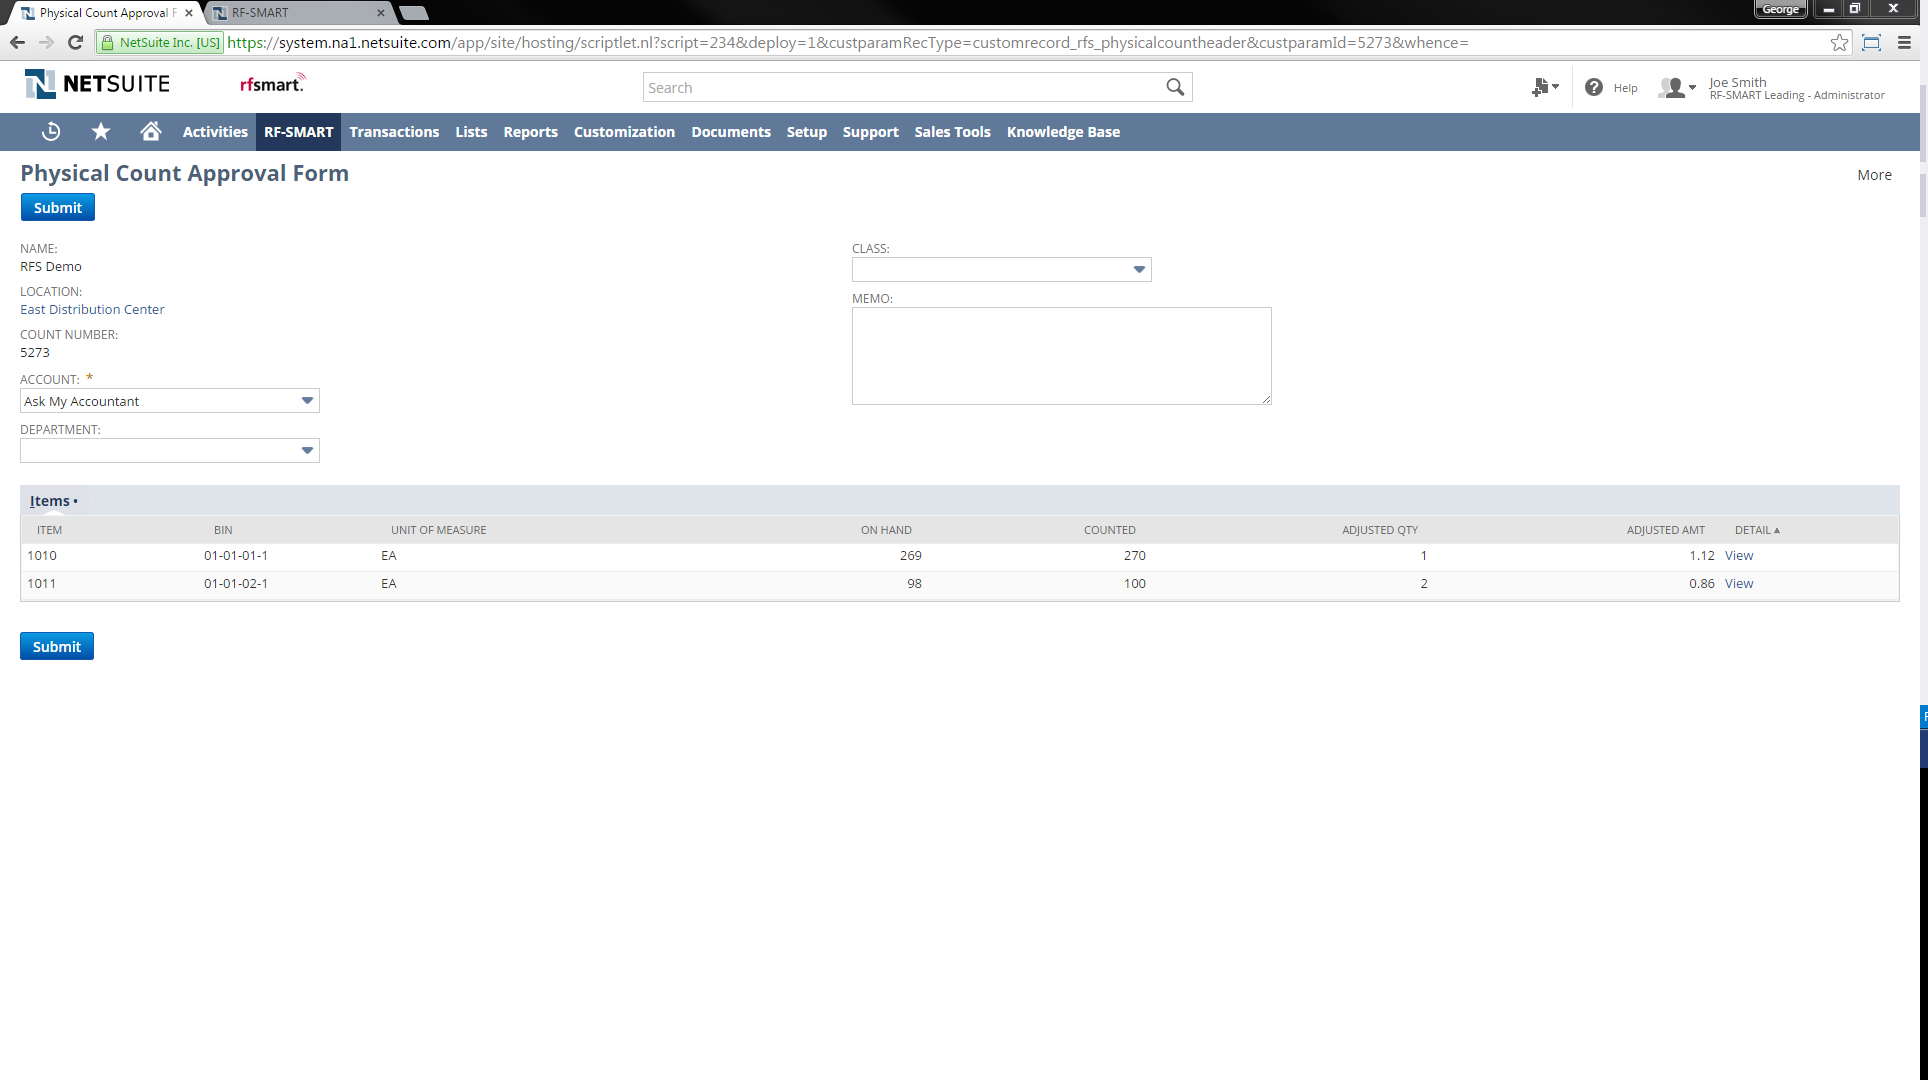 Physical Count Approval F
RF-SMART
George
NetSuite Inc. [US]
https://system.na1.netsuite.com/app/site/hosting/scriptlet.nl?script=234&deploy=1&custparamRecType=customrecord_rfs_physicalcountheader&custparamId=5273&whence=
NETSUITE
rfsmart.
Search
Help
Joe Smith
RF-SMART Leading - Administrator
Activities RF-SMART Transactions Lists Reports Customization Documents Setup Support Sales Tools Knowledge Base
Physical Count Approval Form
More
Submit
NAME:
RFS Demo
LOCATION:
East Distribution Center
COUNT NUMBER:
5273
ACCOUNT: *
Ask My Accountant
DEPARTMENT:
CLASS:
MEMO:
Items •
ITEM BIN UNIT OF MEASURE ON HAND COUNTED ADJUSTED QTY ADJUSTED AMT DETAIL ▲
1010 01-01-01-1 EA 269 270 1 1.12 View
1011 01-01-02-1 EA 98 100 2 0.86 View
Submit